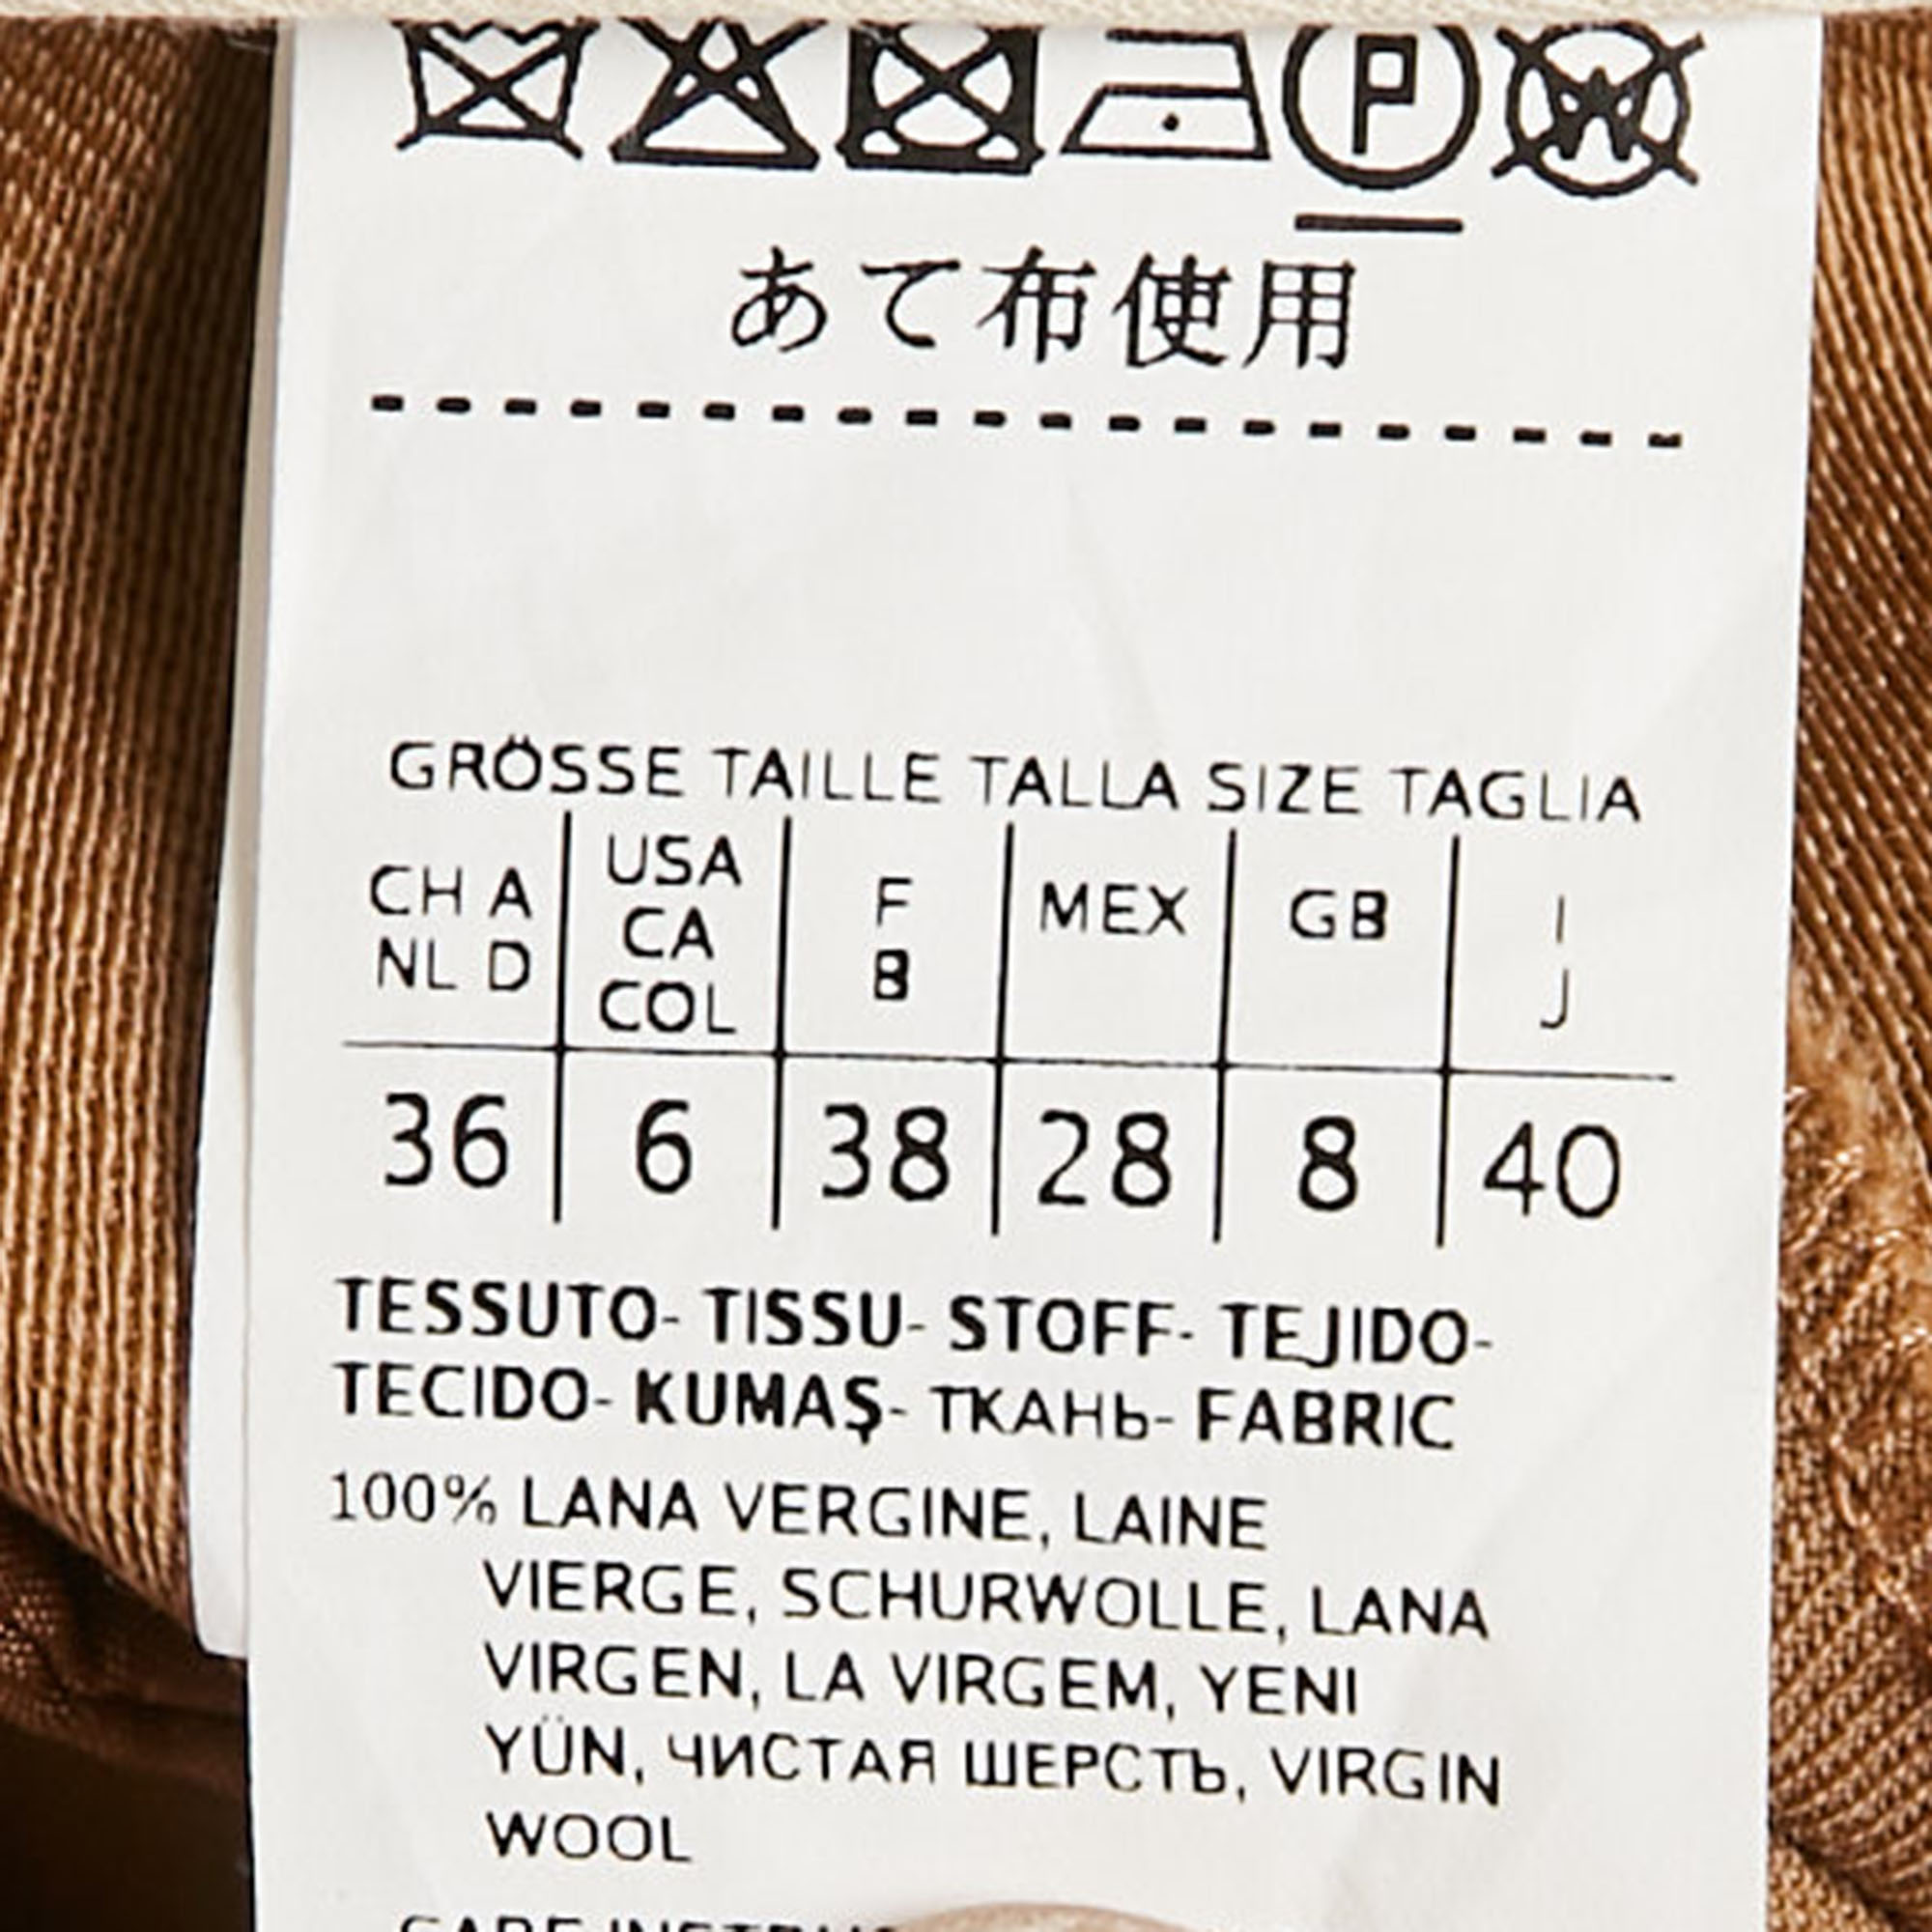 P W
あて布使用
GRÖSSE TAILLE TALLA SIZE TAGLIA
CH A NL D
USA CA COL
F B
MEX
GB
I J
36 6 38 28 8 40
TESSUTO- TISSU- STOFF- TEJIDO-
TECIDO- KUMAŞ- ТКАНЬ- FABRIC
100% LANA VERGINE, LAINE
VIERGE, SCHURWOLLE, LANA
VIRGEN, LA VIRGEM, YENI
YÜN, ЧИСТАЯ ШЕРСТЬ, VIRGIN
WOOL